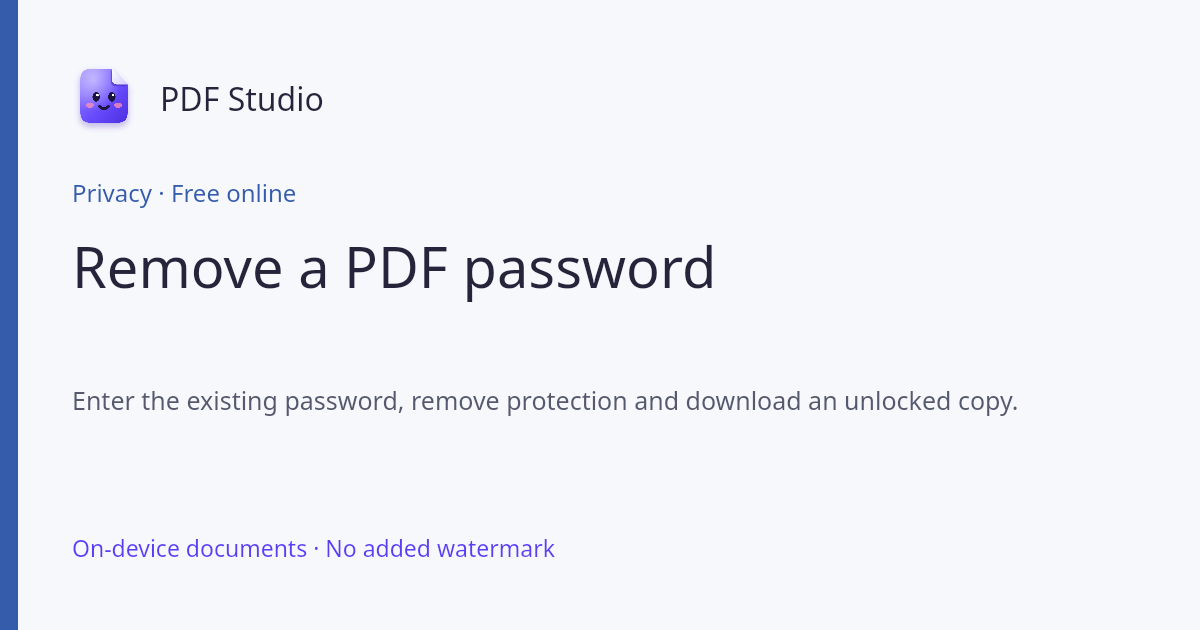 PDF Studio
Privacy · Free online
Remove a PDF password
Enter the existing password, remove protection and download an unlocked copy.
On-device documents · No added watermark